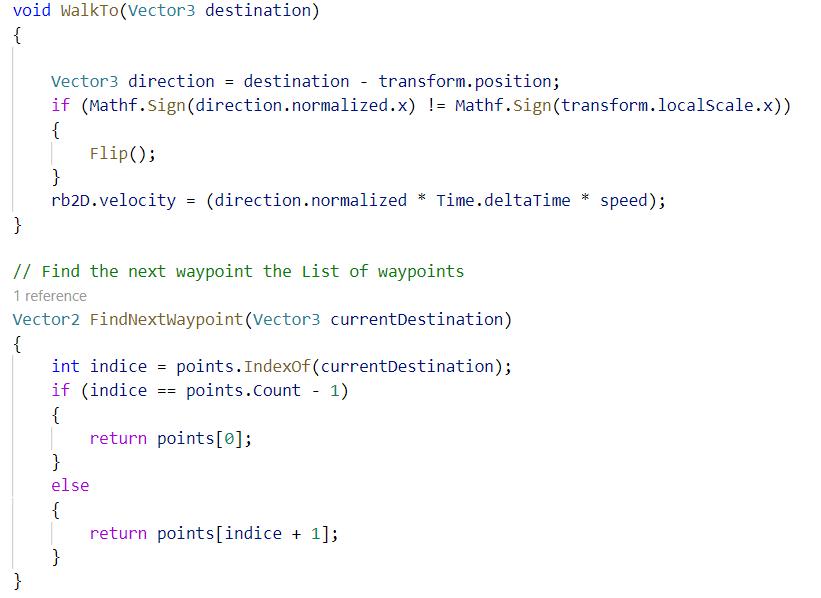 void WalkTo(Vector3 destination)
{
Vector3 direction = destination - transform.position;
if (Mathf.Sign(direction.normalized.x) != Mathf.Sign(transform.localScale.x))
{
Flip();
}
rb2D.velocity = (direction.normalized * Time.deltaTime * speed);
}
// Find the next waypoint the List of waypoints
1 reference
Vector2 FindNextWaypoint(Vector3 currentDestination)
{
int indice = points.IndexOf(currentDestination);
if (indice == points.Count - 1)
{
return points[0];
}
else
{
return points[indice + 1];
}
}